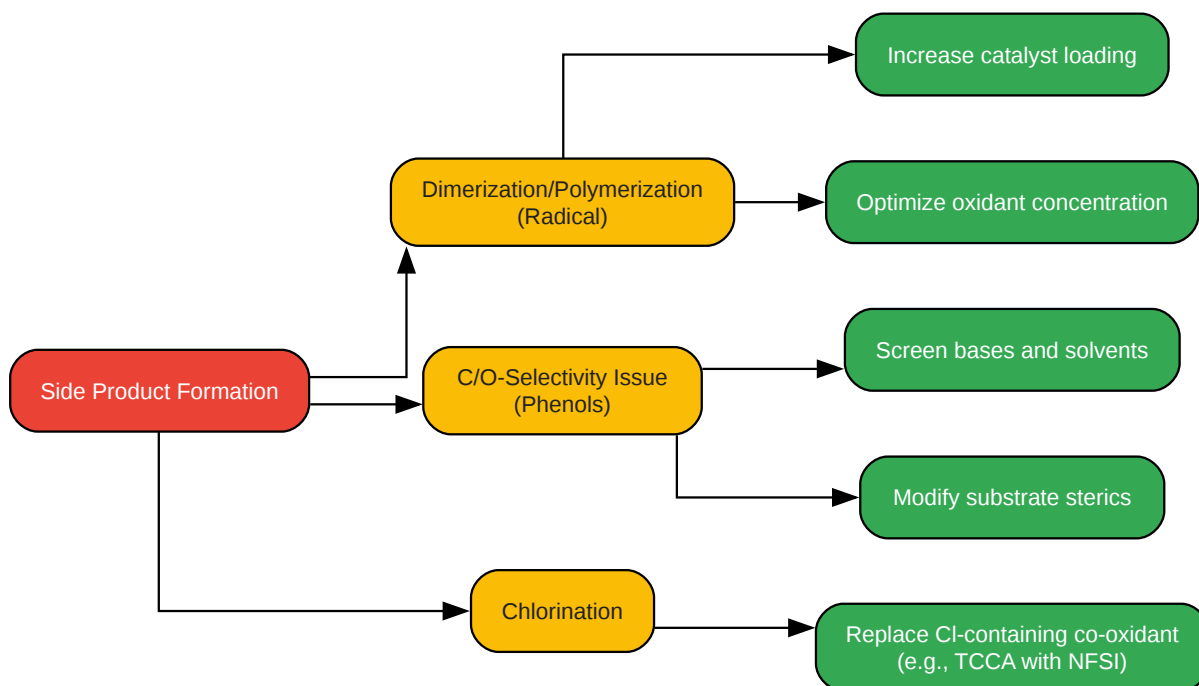 Increase catalyst loading
Dimerization/Polymerization
(Radical)
Optimize oxidant concentration
Side Product Formation
C/O-Selectivity Issue
(Phenols)
Screen bases and solvents
Modify substrate sterics
Chlorination
Replace Cl-containing co-oxidant
(e.g., TCCA with NFSI)